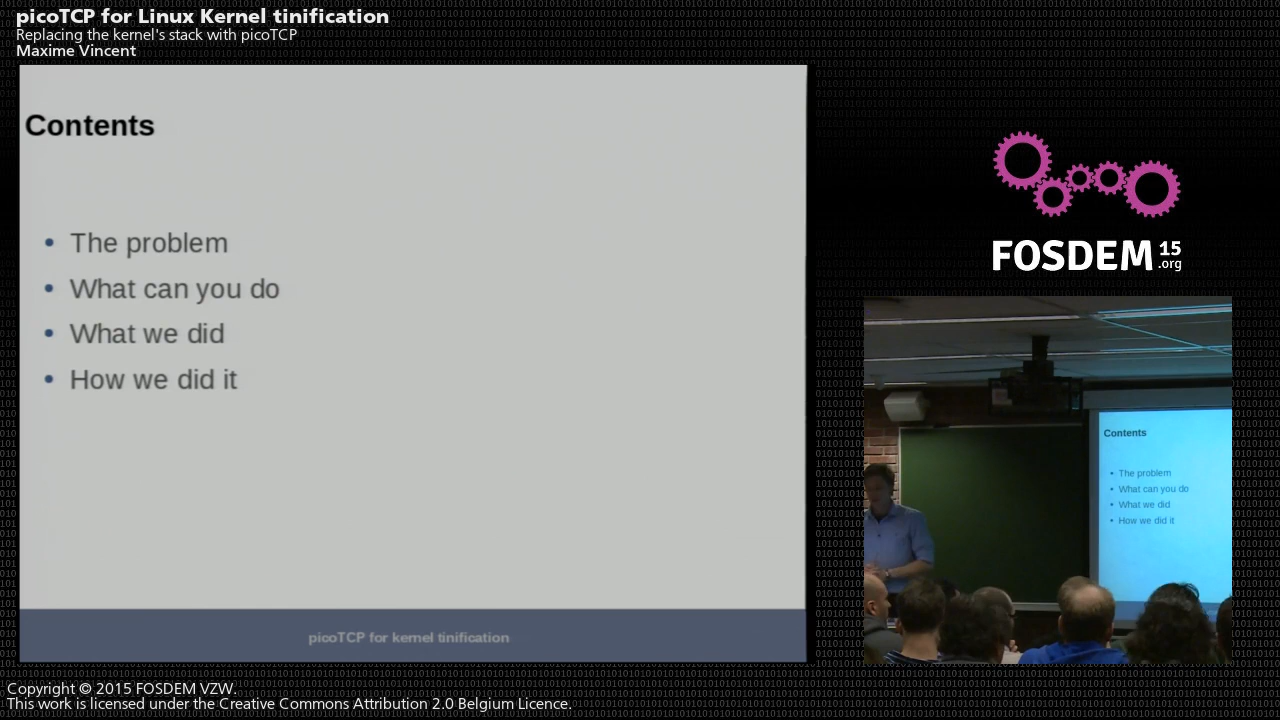 picoTCP for Linux Kernel tinification
Replacing the kernel's stack with picoTCP
Maxime Vincent
Contents
• The problem
• What can you do
• What we did
• How we did it
picoTCP for kernel tinification
FOSDEM 15
.org
Contents
• The problem
• What can you do
• What we did
• How we did it
Copyright © 2015 FOSDEM VZW.
This work is licensed under the Creative Commons Attribution 2.0 Belgium Licence.